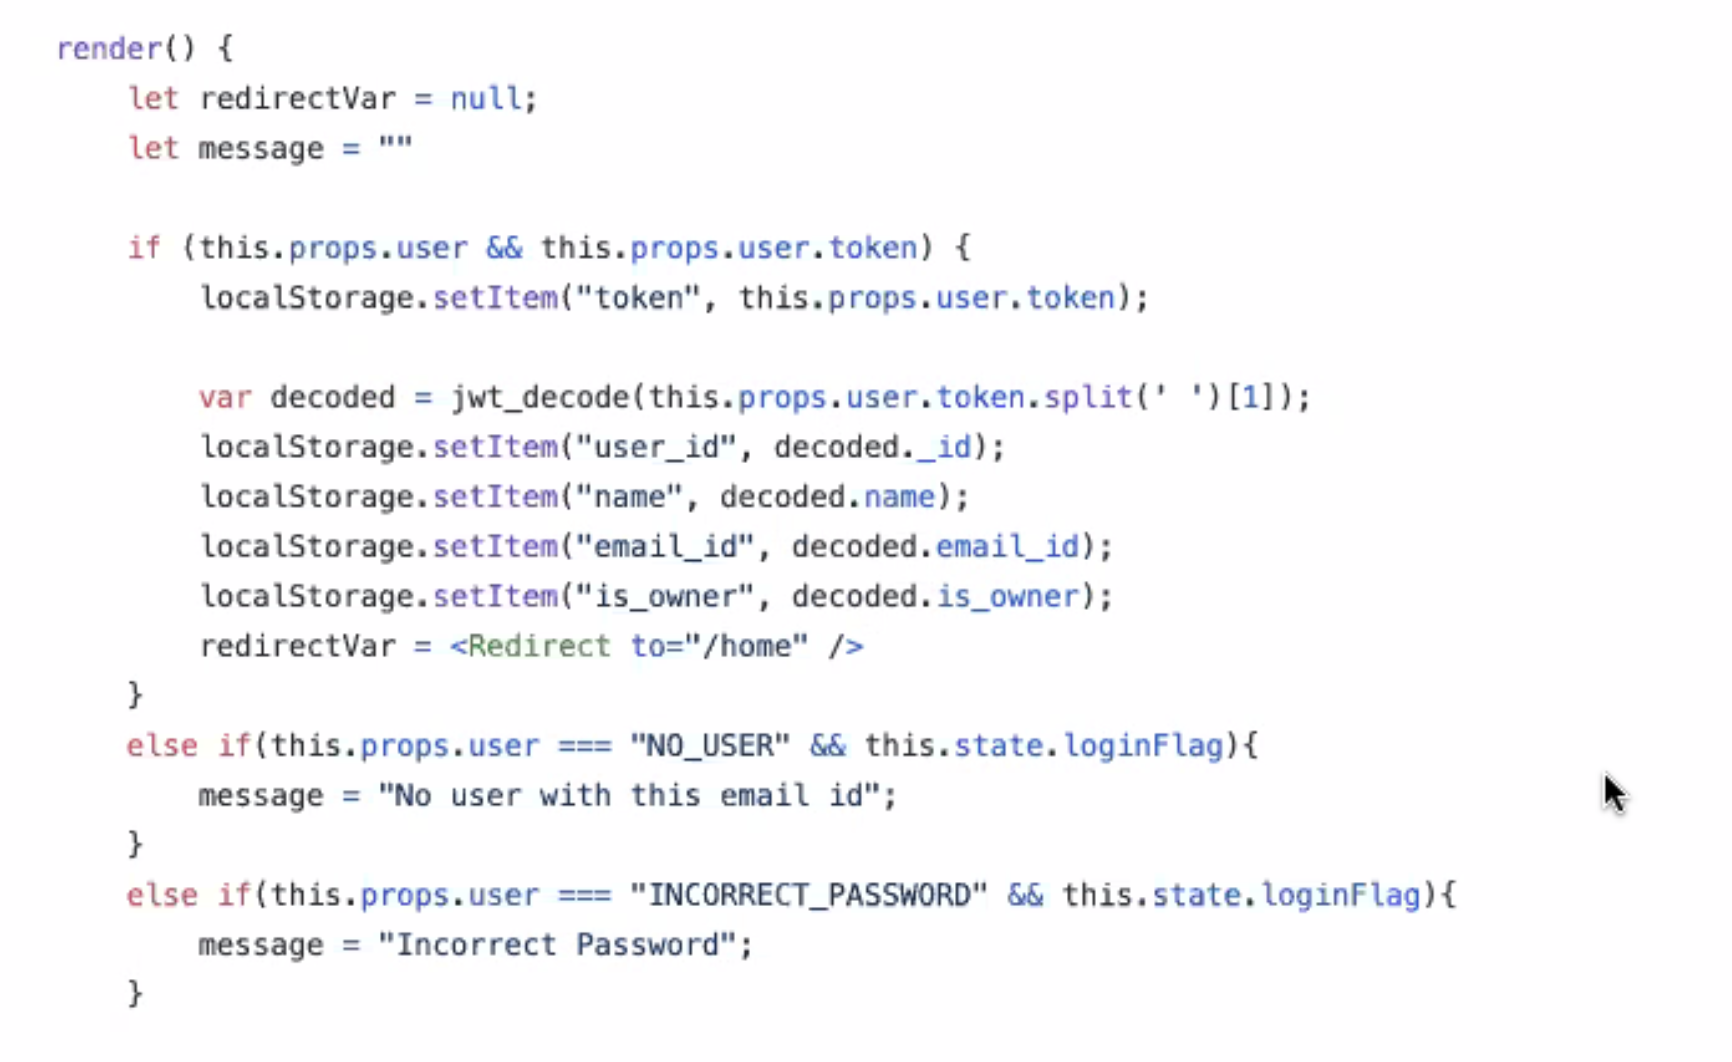 render() {
let redirectVar = null;
let message = ""
if (this.props.user && this.props.user.token) {
localStorage.setItem("token", this.props.user.token);
var decoded = jwt_decode(this.props.user.token.split(' ')[1]);
localStorage.setItem("user_id", decoded._id);
localStorage.setItem("name", decoded.name);
localStorage.setItem("email_id", decoded.email_id);
localStorage.setItem("is_owner", decoded.is_owner);
redirectVar = <Redirect to="/home" />
}
else if(this.props.user === "NO_USER" && this.state.loginFlag){
message = "No user with this email id";
}
else if(this.props.user === "INCORRECT_PASSWORD" && this.state.loginFlag){
message = "Incorrect Password";
}